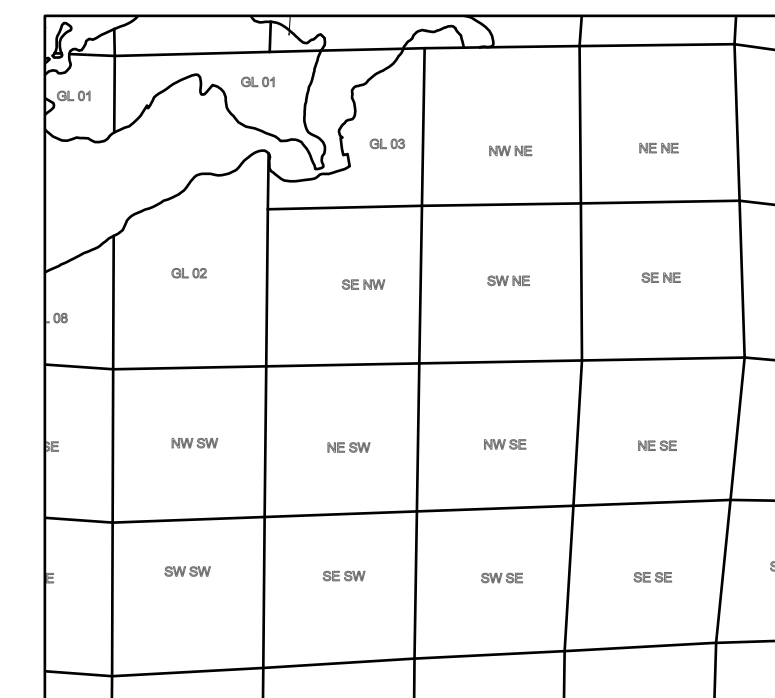 GL 01
GL 01
GL 03
NW NE
NE NE
GL 02
SE NW
SW NE
SE NE
08
NW SW
NE SW
NW SE
NE SE
SE
SW SW
SE SW
SW SE
SE SE
E
S